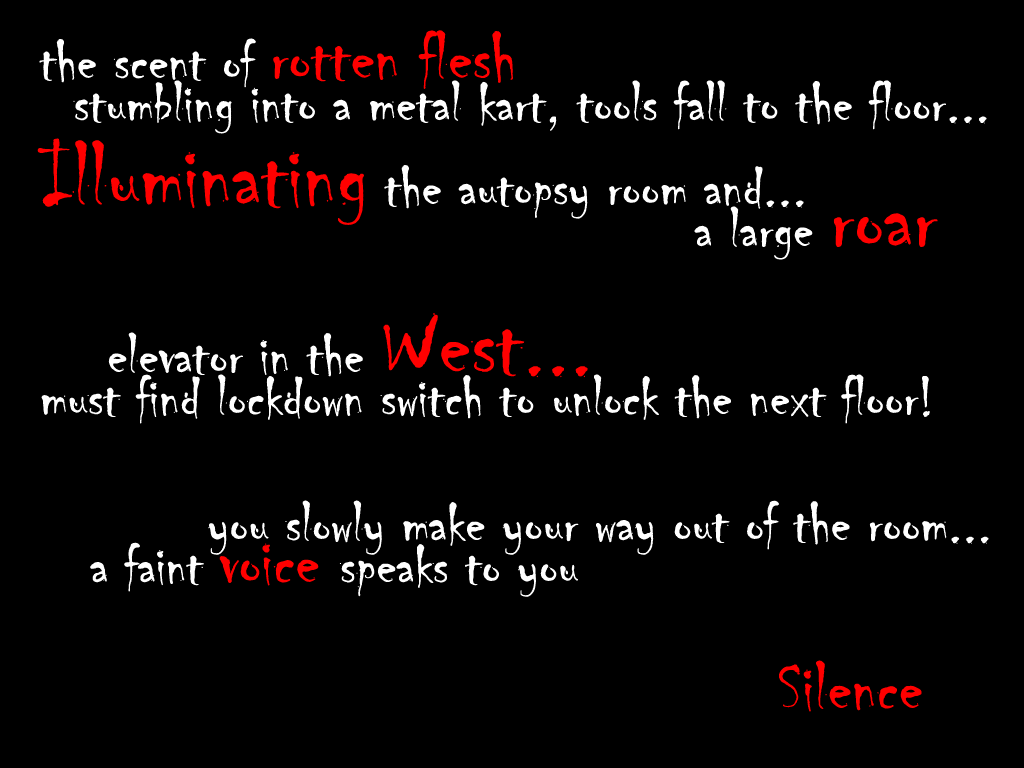 the scent of rotten flesh
stumbling into a metal kart, tools fall to the floor...
Illuminating the autopsy room and...
a large roar
elevator in the West...
must find lockdown switch to unlock the next floor!
you slowly make your way out of the room...
a faint voice speaks to you
Silence